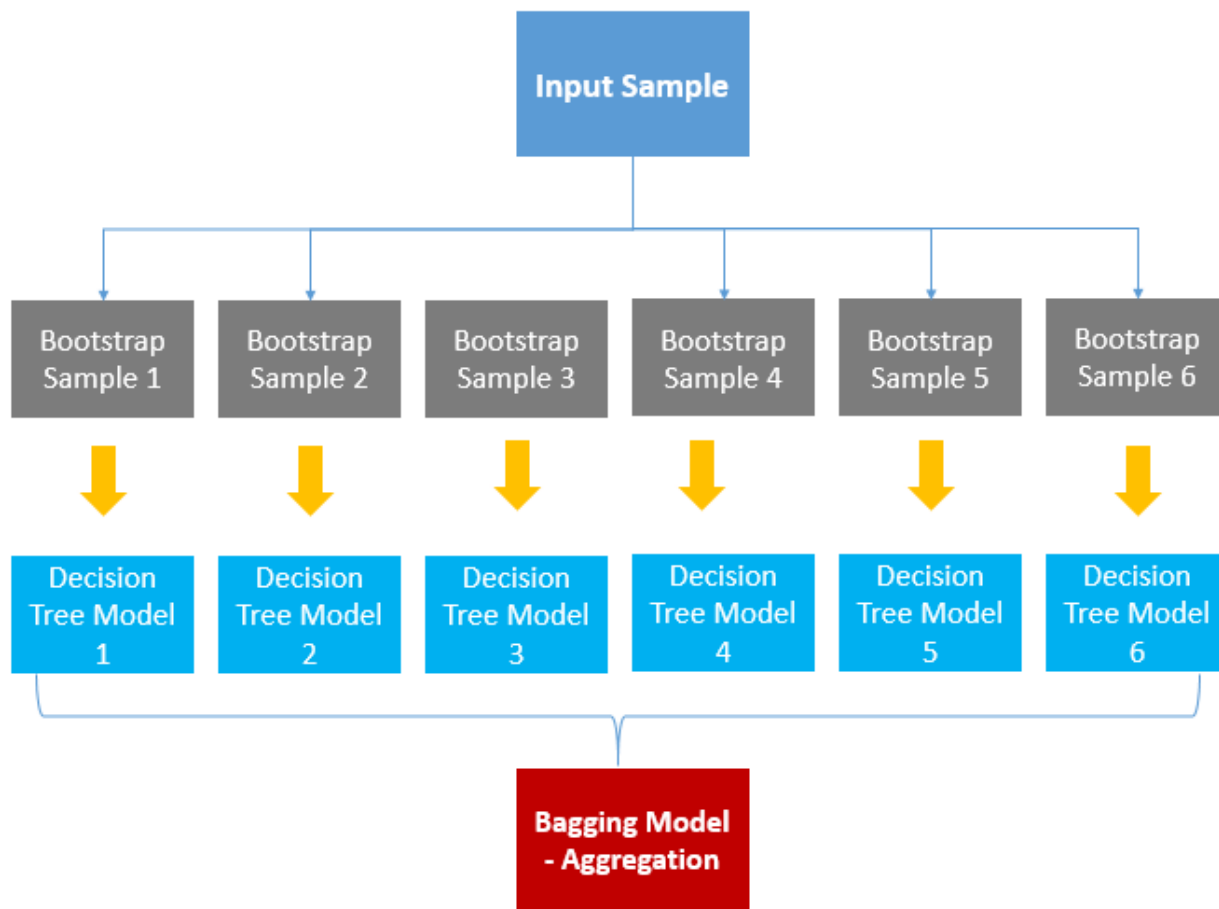 Input Sample
Bootstrap
Sample 1
Bootstrap
Sample 2
Bootstrap
Sample 3
Bootstrap
Sample 4
Bootstrap
Sample 5
Bootstrap
Sample 6
Decision
Tree Model
1
Decision
Tree Model
2
Decision
Tree Model
3
Decision
Tree Model
4
Decision
Tree Model
5
Decision
Tree Model
6
Bagging Model
- Aggregation